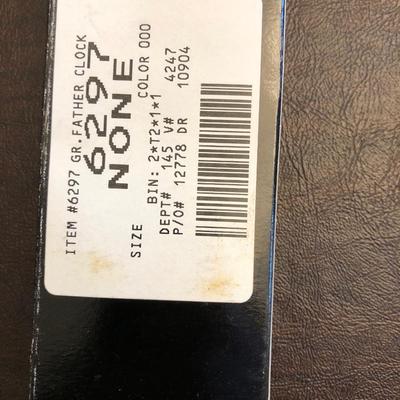 ITEM #6297 GR.FATHER CLOCK
6297
NONE
SIZE COLOR 000
BIN: 2*T2*1*1
DEPT# 145 V# 4247
P/O# 12778 DR 10904